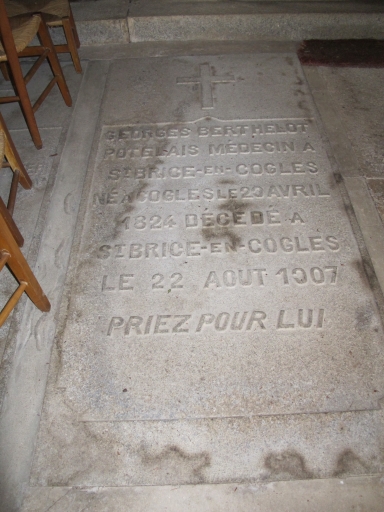 GEORGES BERTHELOT
POTELAIS MÉDECIN A
ST BRICE-EN-COGLES
NÉ A COGLES LE 23 AVRIL
1824 DÉCÉDÉ A
ST BRICE-EN-COGLES
LE 22 AOUT 1907
PRIEZ POUR LUI